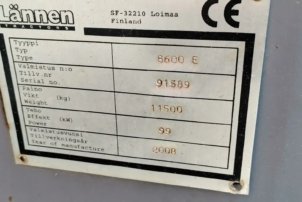 Lännen
TRACTORS
SF-32210 Loimaa
Finland
CE
Tyyppi
Typ
Type
8600 E
Valmistus n:o
Tillv nr
Serial no.
91389
Paino
Vikt (kg)
Weight
11500
Teho
Effekt (kW)
Power
99
Valmistusvuosi
Tillverkningsår
Year of manufacture
2008